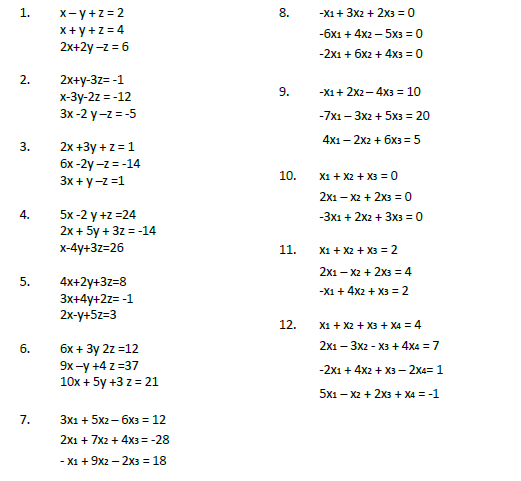 1. x – y + z = 2
x + y + z = 4
2x+2y –z = 6
2. 2x+y-3z= -1
x-3y-2z = -12
3x -2 y –z = -5
3. 2x +3y + z = 1
6x -2y –z = -14
3x + y –z =1
4. 5x -2 y +z =24
2x + 5y + 3z = -14
x-4y+3z=26
5. 4x+2y+3z=8
3x+4y+2z= -1
2x-y+5z=3
6. 6x + 3y 2z =12
9x –y +4 z =37
10x + 5y +3 z = 21
7. 3x1 + 5x2 – 6x3 = 12
2x1 + 7x2 + 4x3 = -28
- x1 + 9x2 – 2x3 = 18
8. -x1 + 3x2 + 2x3 = 0
-6x1 + 4x2 – 5x3 = 0
-2x1 + 6x2 + 4x3 = 0
9. -x1 + 2x2 – 4x3 = 10
-7x1 – 3x2 + 5x3 = 20
4x1 – 2x2 + 6x3 = 5
10. x1 + x2 + x3 = 0
2x1 – x2 + 2x3 = 0
-3x1 + 2x2 + 3x3 = 0
11. x1 + x2 + x3 = 2
2x1 – x2 + 2x3 = 4
-x1 + 4x2 + x3 = 2
12. x1 + x2 + x3 + x4 = 4
2x1 – 3x2 - x3 + 4x4 = 7
-2x1 + 4x2 + x3 – 2x4= 1
5x1 – x2 + 2x3 + x4 = -1